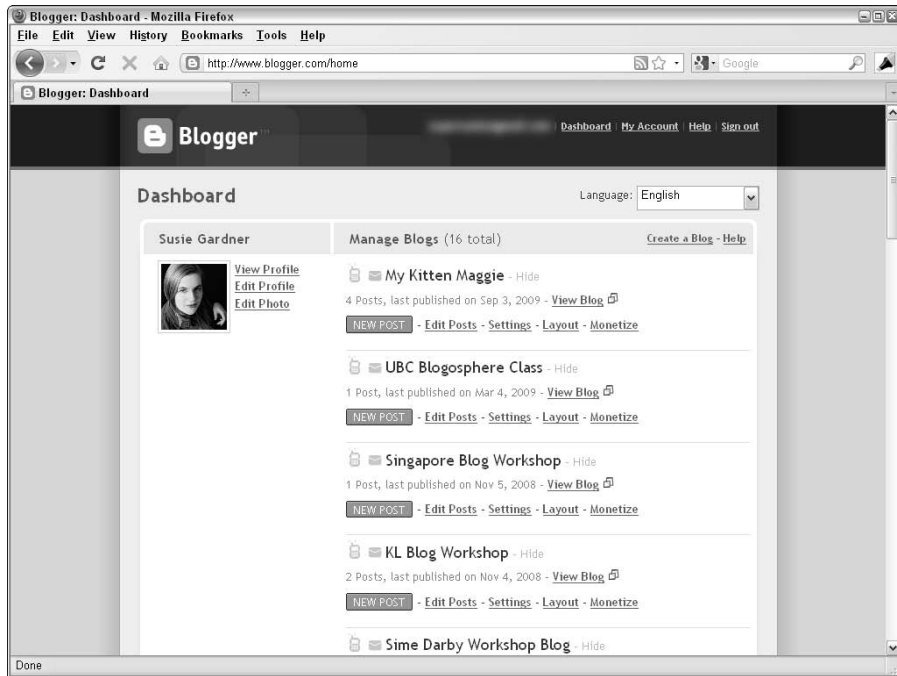 Blogger: Dashboard - Mozilla Firefox
File Edit View History Bookmarks Tools Help
http://www.blogger.com/home
Google
Blogger: Dashboard
Blogger™
Dashboard | My Account | Help | Sign out
Dashboard
Language: English
Susie Gardner
Manage Blogs (16 total)
Create a Blog - Help
View Profile
Edit Profile
Edit Photo
My Kitten Maggie - Hide
4 Posts, last published on Sep 3, 2009 - View Blog
NEW POST - Edit Posts - Settings - Layout - Monetize
UBC Blogosphere Class - Hide
1 Post, last published on Mar 4, 2009 - View Blog
NEW POST - Edit Posts - Settings - Layout - Monetize
Singapore Blog Workshop - Hide
1 Post, last published on Nov 5, 2008 - View Blog
NEW POST - Edit Posts - Settings - Layout - Monetize
KL Blog Workshop - Hide
2 Posts, last published on Nov 4, 2008 - View Blog
NEW POST - Edit Posts - Settings - Layout - Monetize
Sime Darby Workshop Blog - Hide
Done